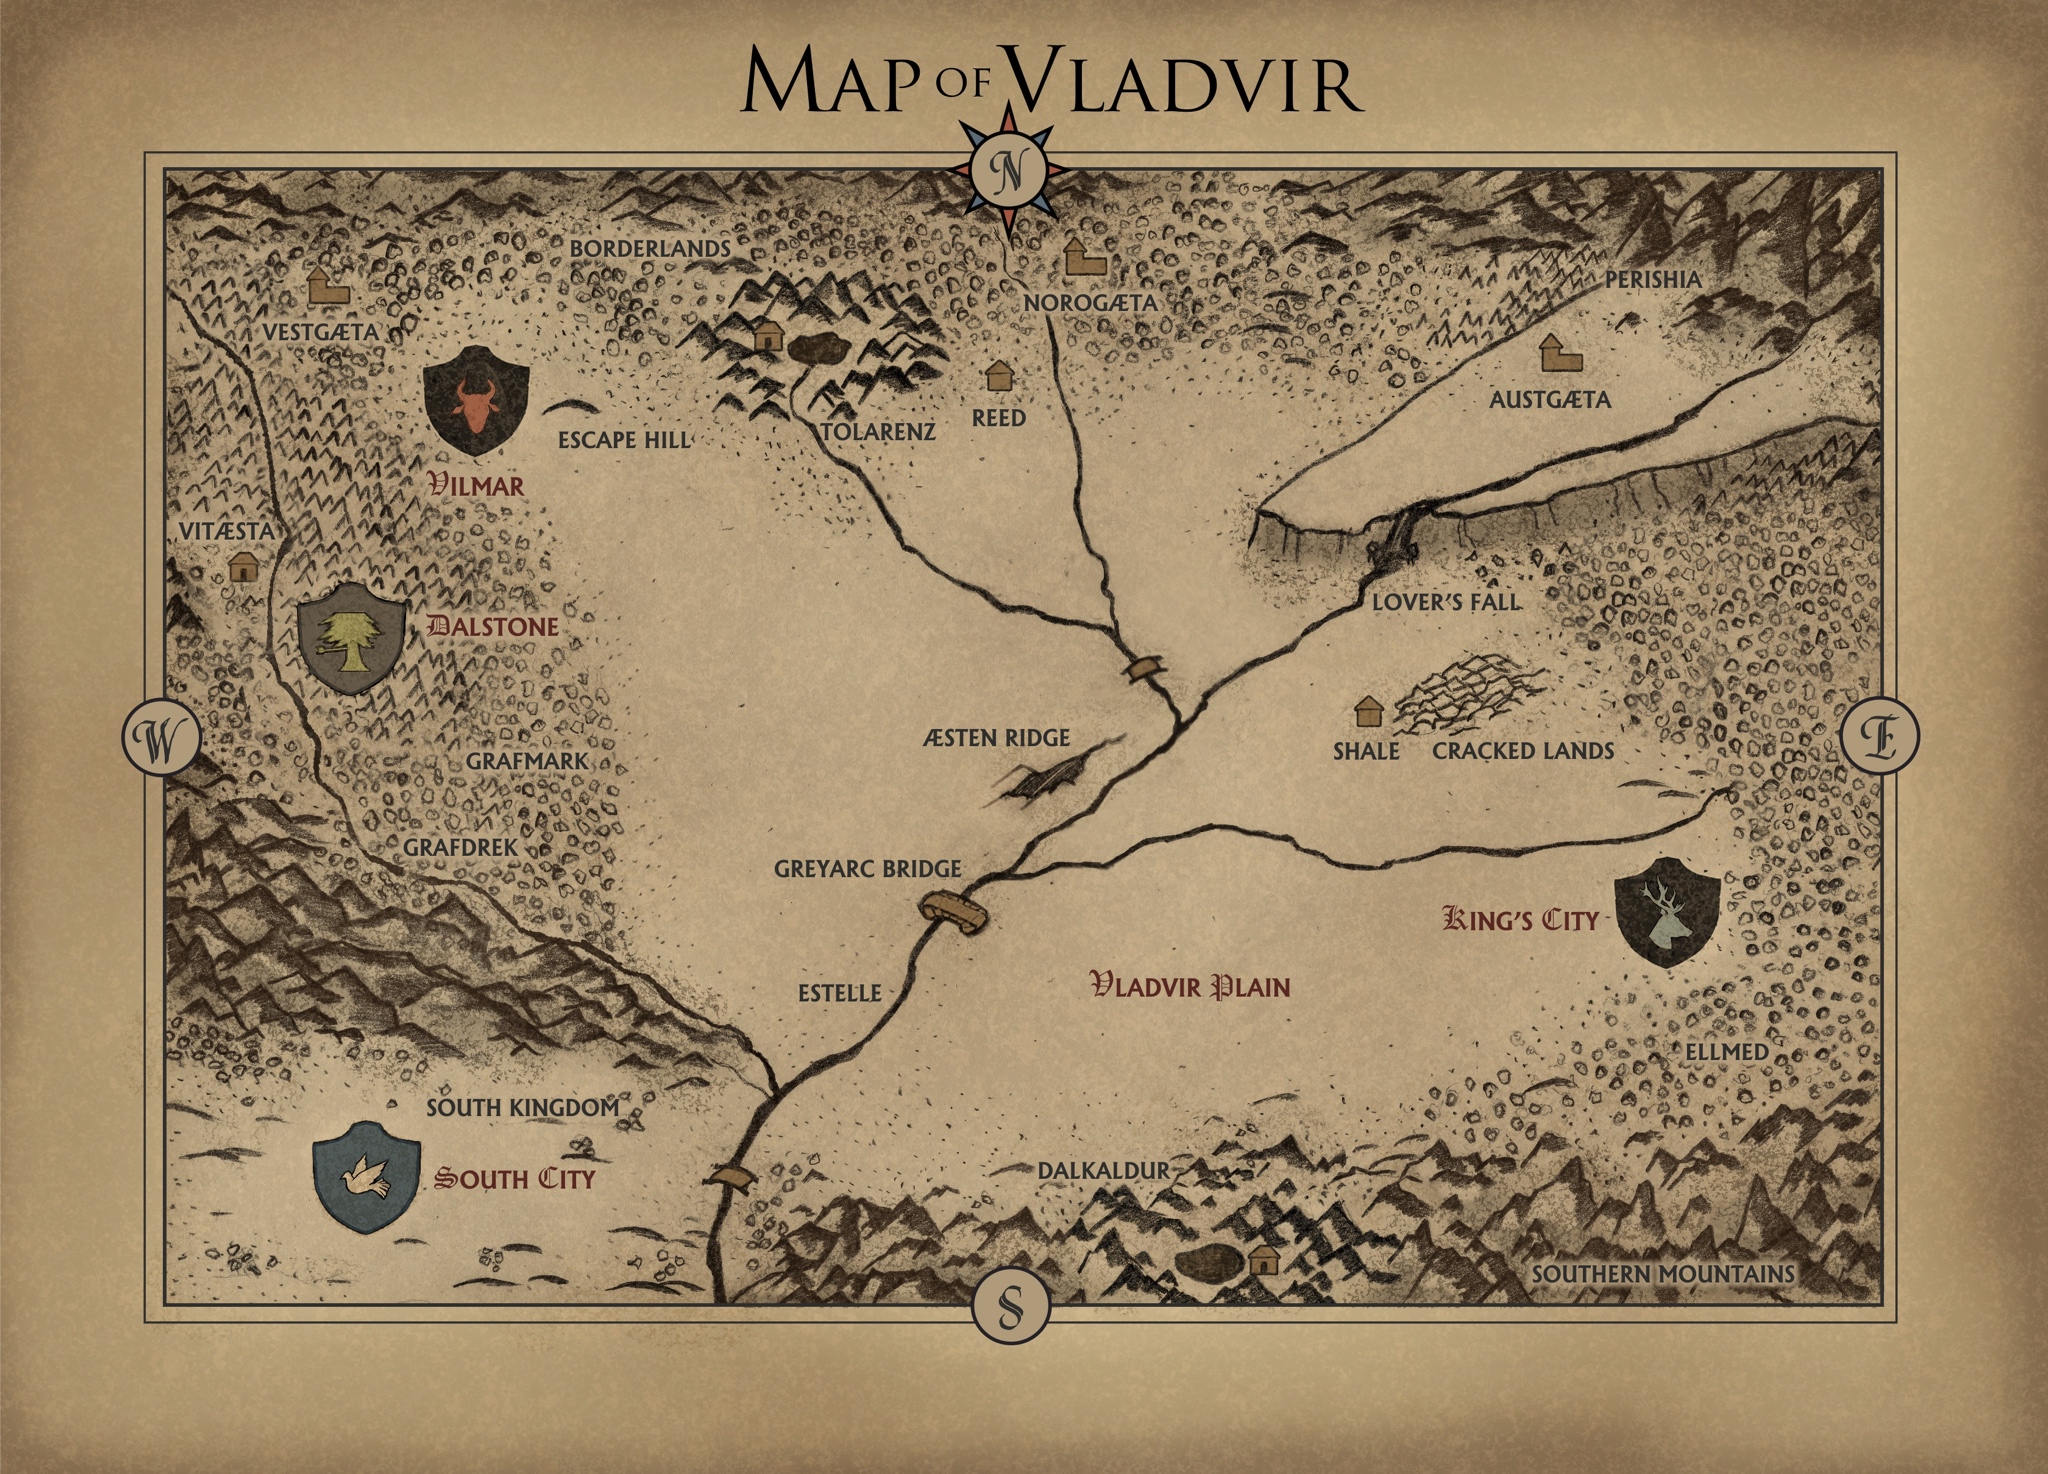 MAP OF VLADVIR
N
BORDERLANDS
PERISHIA
NOROGÆTA
VESTGÆTA
AUSTGÆTA
REED
TOLARENZ
ESCAPE HILL
VILMAR
VITÆSTA
LOVER'S FALL
DALSTONE
W
ÆSTEN RIDGE
E
SHALE
CRACKED LANDS
GRAFMARK
GRAFDREK
GREYARC BRIDGE
KING'S CITY
ESTELLE
VLADVIR PLAIN
ELLMED
SOUTH KINGDOM
DALKALDUR
SOUTH CITY
SOUTHERN MOUNTAINS
S